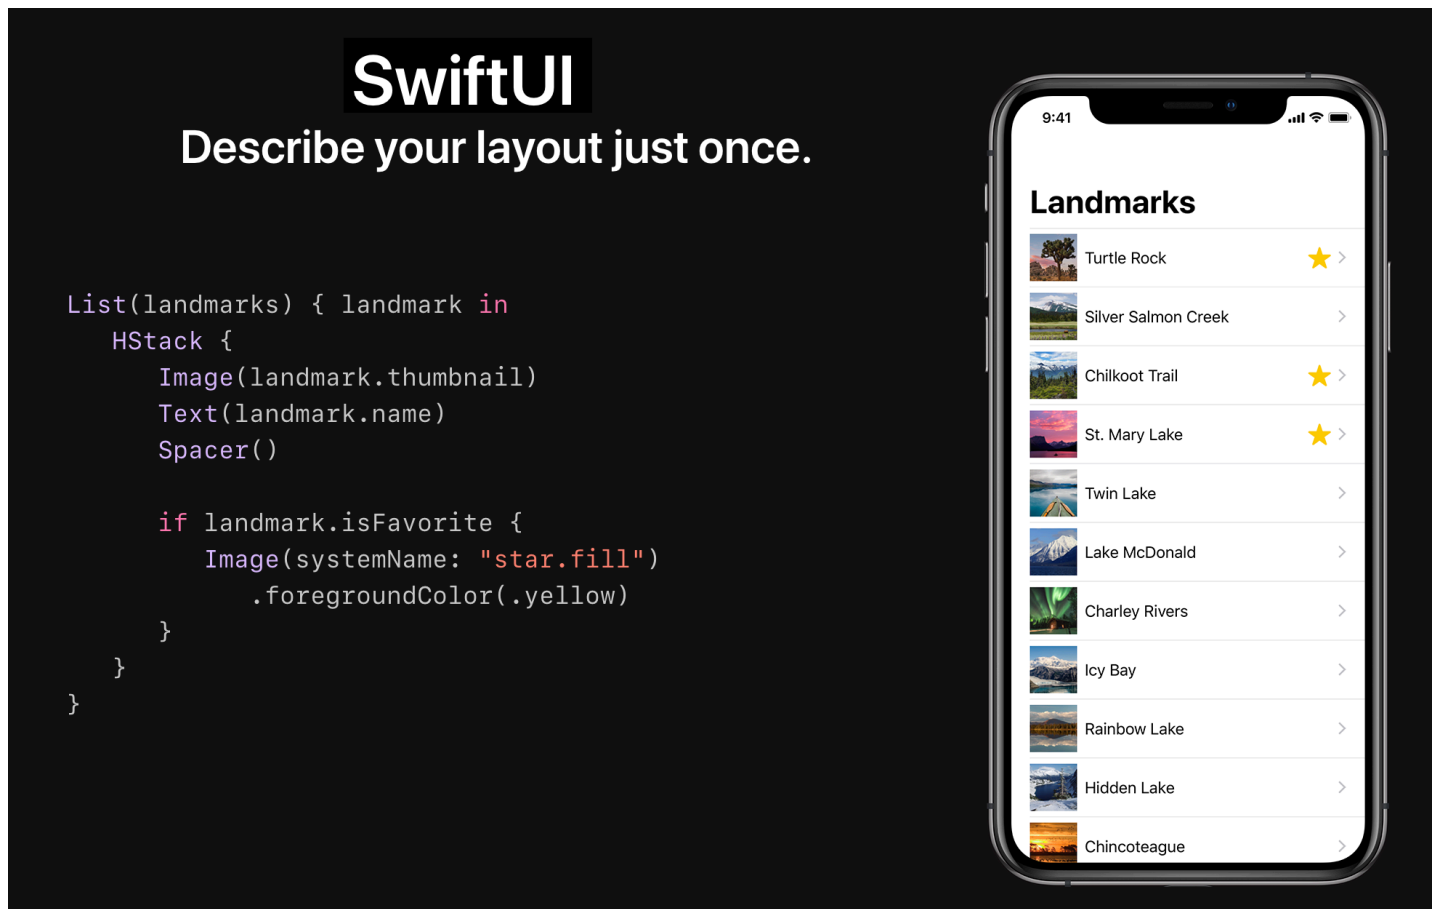 SwiftUI
Describe your layout just once.
List(landmarks) { landmark in
HStack {
Image(landmark.thumbnail)
Text(landmark.name)
Spacer()
if landmark.isFavorite {
Image(systemName: "star.fill")
.foregroundColor(.yellow)
}
}
}
9:41
Landmarks
Turtle Rock
Silver Salmon Creek
Chilkoot Trail
St. Mary Lake
Twin Lake
Lake McDonald
Charley Rivers
Icy Bay
Rainbow Lake
Hidden Lake
Chincoteague